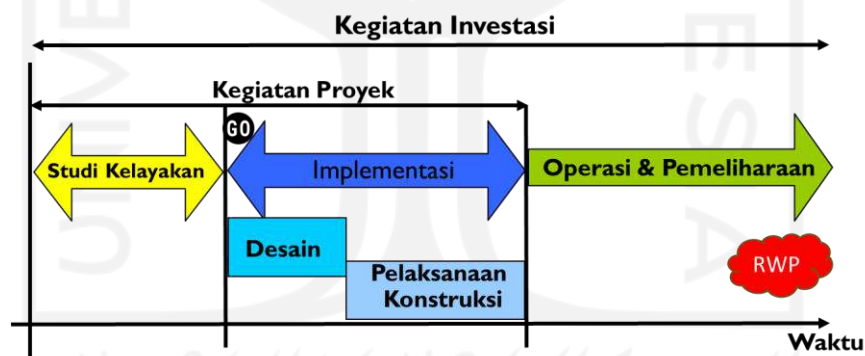 Kegiatan Investasi
Kegiatan Proyek
GO
Studi Kelayakan
Implementasi
Operasi & Pemeliharaan
Desain
Pelaksanaan
Konstruksi
RWP
Waktu